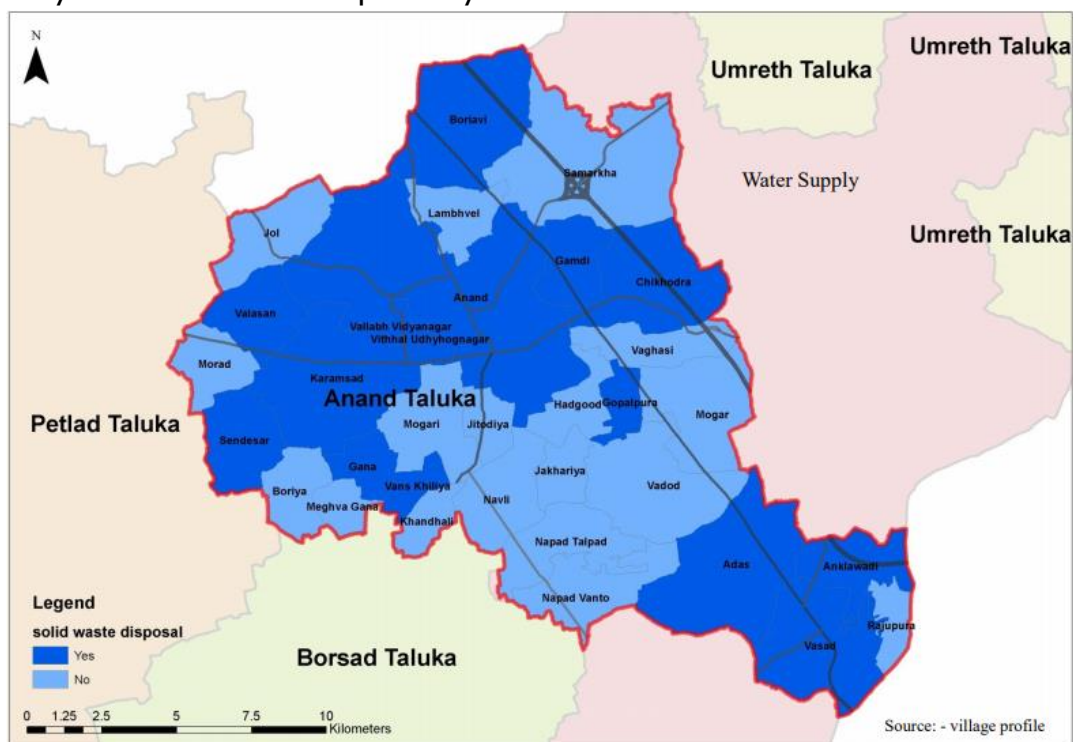 N
Umreth Taluka
Umreth Taluka
Boriavi
Samarkha
Water Supply
Lambhvel
Jol
Umreth Taluka
Gamdi
Chikhodra
Anand
Valasan
Vallabh Vidyanagar
Vithhal Udhyhognagar
Vaghasi
Morad
Karamsad
Anand Taluka
Hadgood
Gopalpura
Mogar
Petlad Taluka
Mogari
Jitodiya
Sendesar
Gana
Jakhariya
Vadod
Boriya
Vans Khiliya
Navli
Meghva Gana
Khandhali
Napad Talpad
Adas
Anklawadi
Napad Vanto
Rajupura
Vasad
Borsad Taluka
Legend
solid waste disposal
Yes
No
0 1.25 2.5 5 7.5 10
Kilometers
Source: - village profile